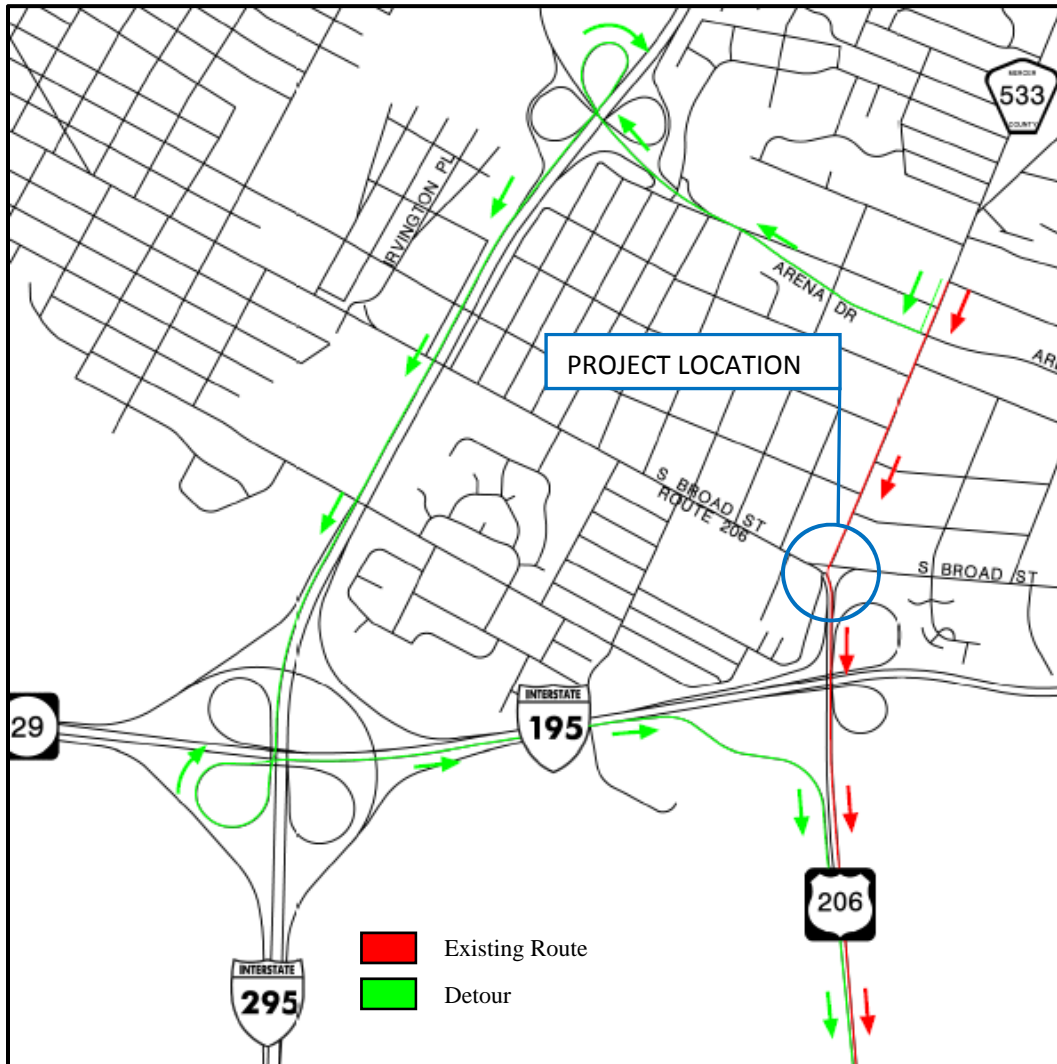 MERCER
533
COUNTY
IRVINGTON PL
ARENA DR
ARE
PROJECT LOCATION
S BROAD ST
ROUTE 206
S BROAD ST
29
INTERSTATE
195
206
Existing Route
Detour
INTERSTATE
295